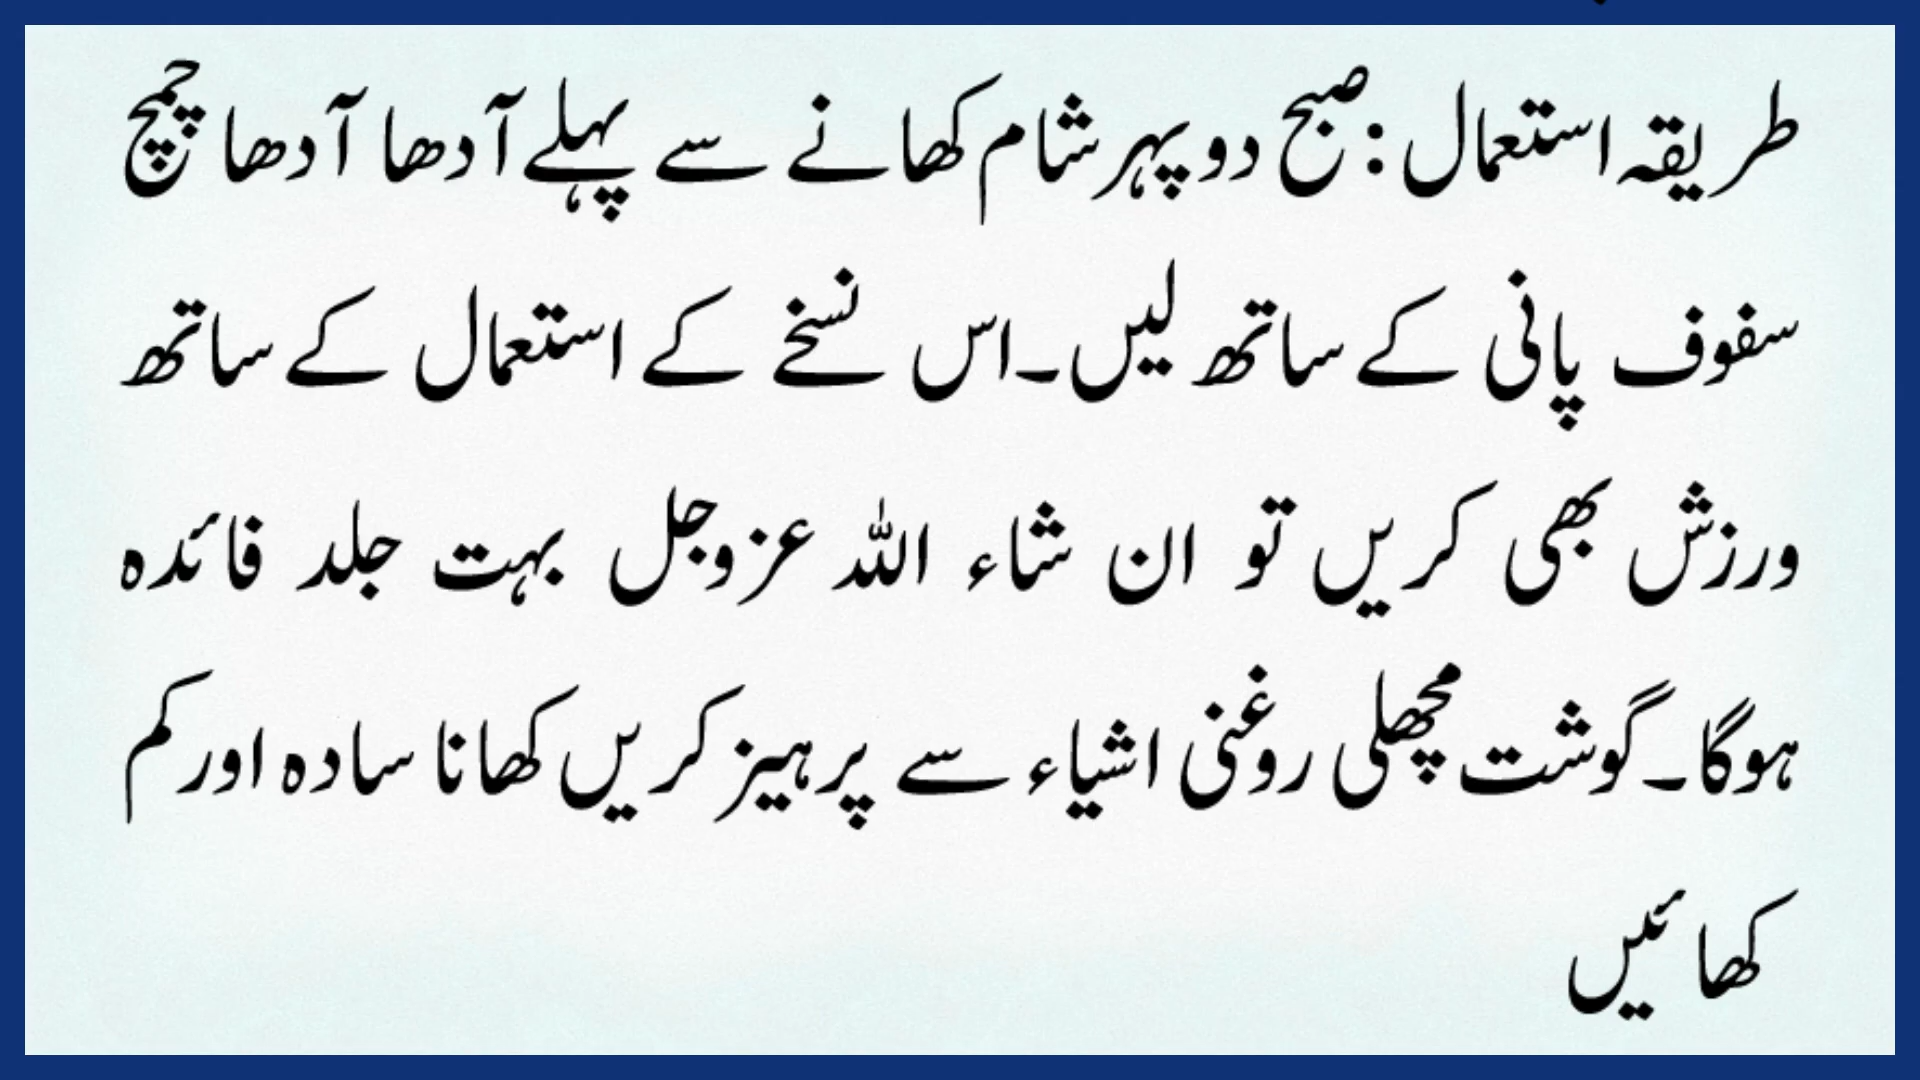 طریقہ استعمال : صبح دوپہر شام کھانے سے پہلے آدھا آدھا چمچ
سفوف پانی کے ساتھ لیں۔ اس نسخے کے استعمال کے ساتھ
ورزش بھی کریں تو ان شاء اللہ عزوجل بہت جلد فائدہ
ہوگا۔ گوشت مچھلی روغنی اشیاء سے پرہیز کریں کھانا سادہ اور کم
کھائیں